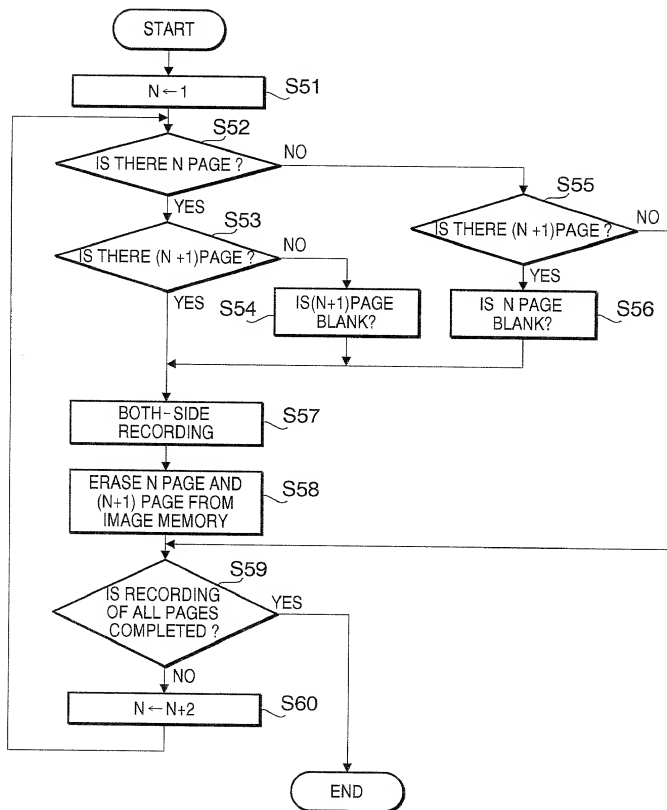 START
N←1
S51
S52
IS THERE N PAGE ?
NO
YES
S53
IS THERE (N +1)PAGE ?
NO
YES
S55
IS THERE (N +1)PAGE ?
NO
YES
S54
IS(N+1)PAGE
BLANK?
IS N PAGE
BLANK?
S56
BOTH-SIDE
RECORDING
S57
ERASE N PAGE AND
(N+1) PAGE FROM
IMAGE MEMORY
S58
S59
IS RECORDING
OF ALL PAGES
COMPLETED ?
YES
NO
N←N+2
S60
END